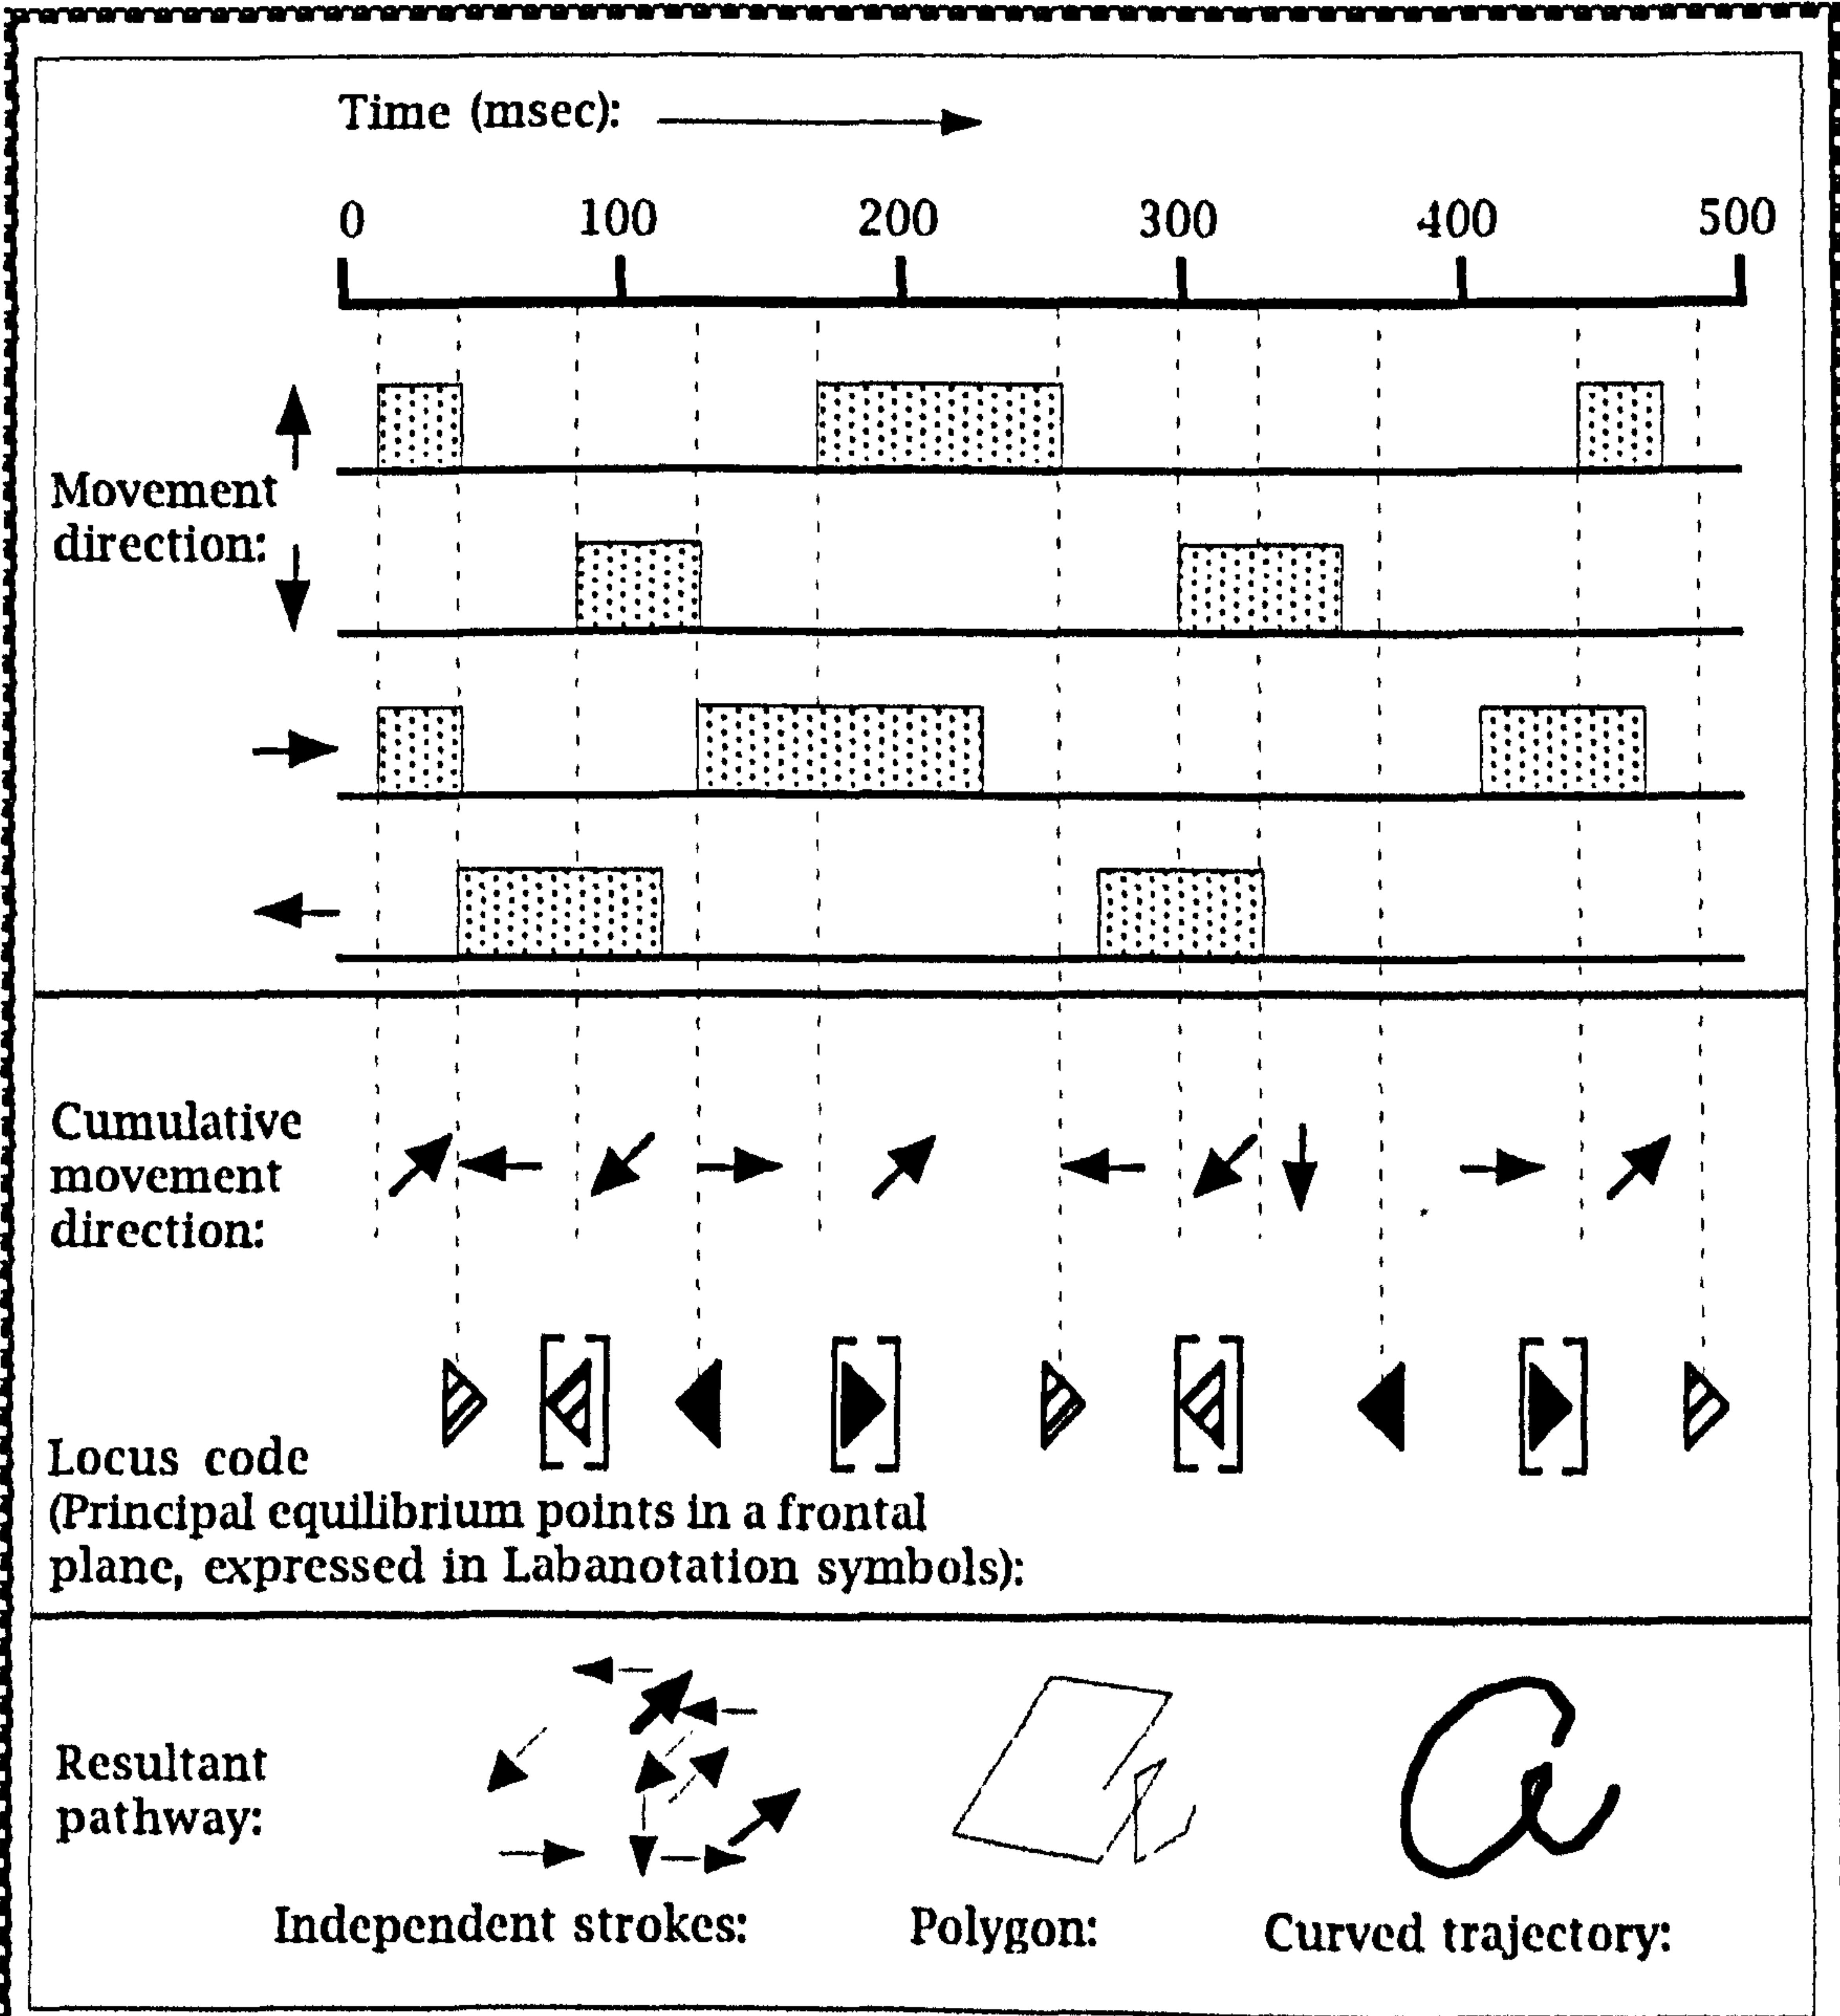 Time (msec):
0 100 200 300 400 500
Movement
direction:
Cumulative
movement
direction:
Locus code
(Principal equilibrium points in a frontal
plane, expressed in Labanotation symbols):
Resultant
pathway:
a
Independent strokes: Polygon: Curved trajectory: